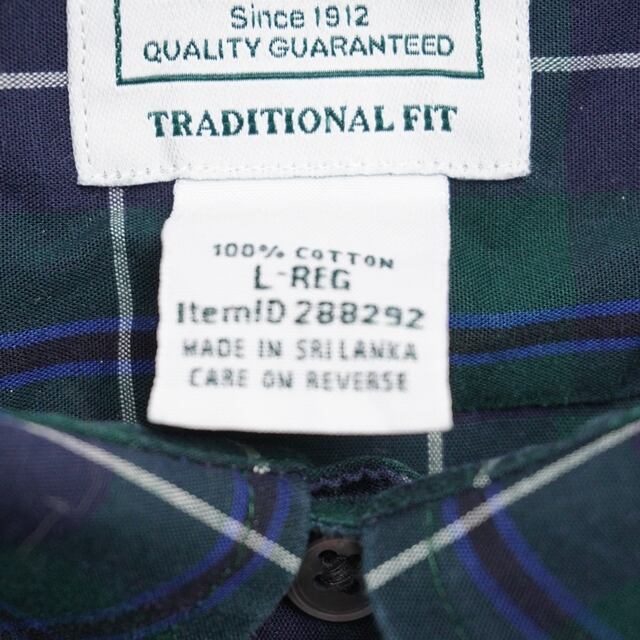 Since 1912
QUALITY GUARANTEED
TRADITIONAL FIT
100% COTTON
L-REG
ItemID 288292
MADE IN SRI LANKA
CARE ON REVERSE